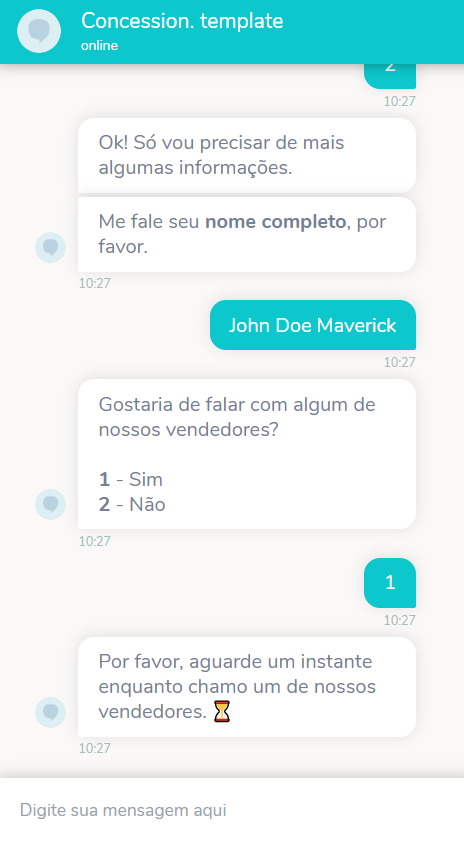 Concession. template
online
2
10:27
Ok! Só vou precisar de mais
algumas informações.
Me fale seu nome completo, por
favor.
10:27
John Doe Maverick
10:27
Gostaria de falar com algum de
nossos vendedores?
1 - Sim
2 - Não
10:27
1
10:27
Por favor, aguarde um instante
enquanto chamo um de nossos
vendedores. ⏳
10:27
Digite sua mensagem aqui